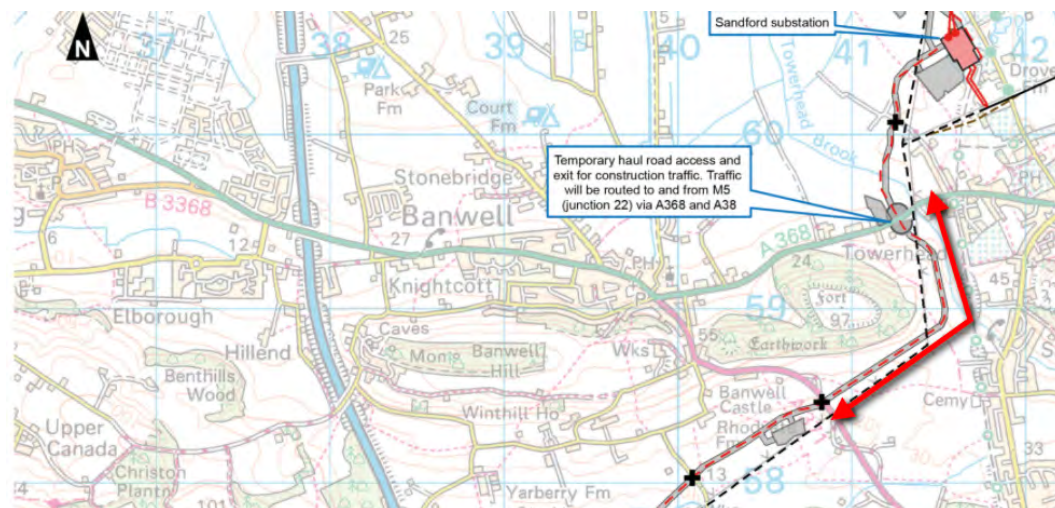 Sandford substation
N
37
38
39
40
41
42
25
Park
Fm
Court
Fm
Towerhead
Brook
Drove
60
PH
Temporary haul road access and
exit for construction traffic. Traffic
will be routed to and from M5
(junction 22) via A368 and A38
Stonebridge
PH
B 3368
Banwell
A 368
6
12
27
Towerhead
24
PH
45
Knightcott
Fort
59
97
Elborough
Caves
55
Earthwork
Hillend
Mon
Banwell
Hill
Wks
Benthills
Wood
Banwell
Castle
Cemy
Winthill Ho
Rhod
Fm
Upper
Canada
33
13
Christon
Plantn
58
101
Yarberry Fm